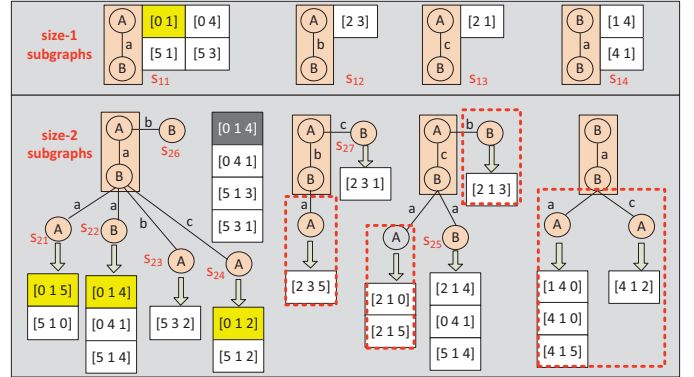 size-1
subgraphs
A
a
B
[0 1] [0 4]
[5 1] [5 3]
S11
A
b
B
[2 3]
S12
A
c
B
[2 1]
S13
B
a
B
[1 4]
[4 1]
S14
size-2
subgraphs
A
a
B
b
B
S26
[0 1 4]
[0 4 1]
[5 1 3]
[5 3 1]
a
A
S21
[0 1 5]
[5 1 0]
a
B
S22
[0 1 4]
[0 4 1]
[5 1 4]
b
A
S23
[5 3 2]
c
A
S24
[0 1 2]
[5 1 2]
A
b
B
c
B
S27
[2 3 1]
a
A
[2 3 5]
A
c
B
b
B
[2 1 3]
a
A
[2 1 0]
[2 1 5]
a
B
S25
[2 1 4]
[0 4 1]
[5 1 4]
B
a
B
a
A
[1 4 0]
[4 1 0]
[4 1 5]
c
A
[4 1 2]